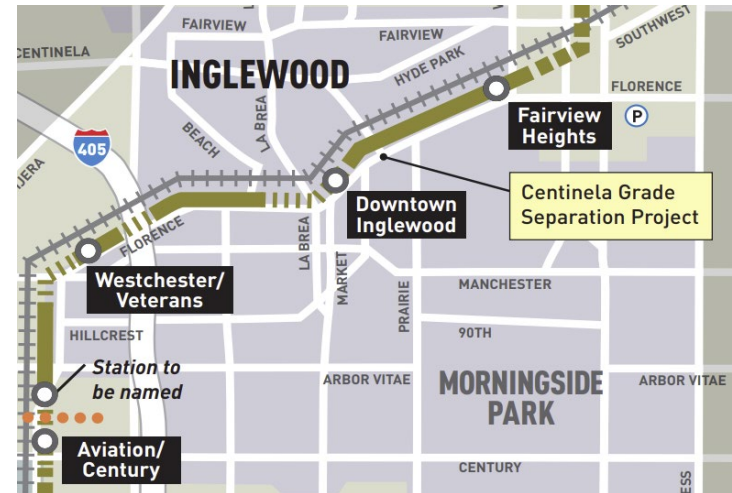 FAIRVIEW
FAIRVIEW
SOUTHWEST
CENTINELA
INGLEWOOD
HYDE PARK
FLORENCE
LA BREA
BEACH
405
Fairview
Heights
P
JERA
Centinela Grade
Separation Project
Downtown
Inglewood
FLORENCE
LA BREA
MARKET
PRAIRIE
Westchester/
Veterans
MANCHESTER
HILLCREST
90TH
Station to
be named
ARBOR VITAE
MORNINGSIDE
PARK
ARBOR VITAE
Aviation/
Century
CENTURY
ESS